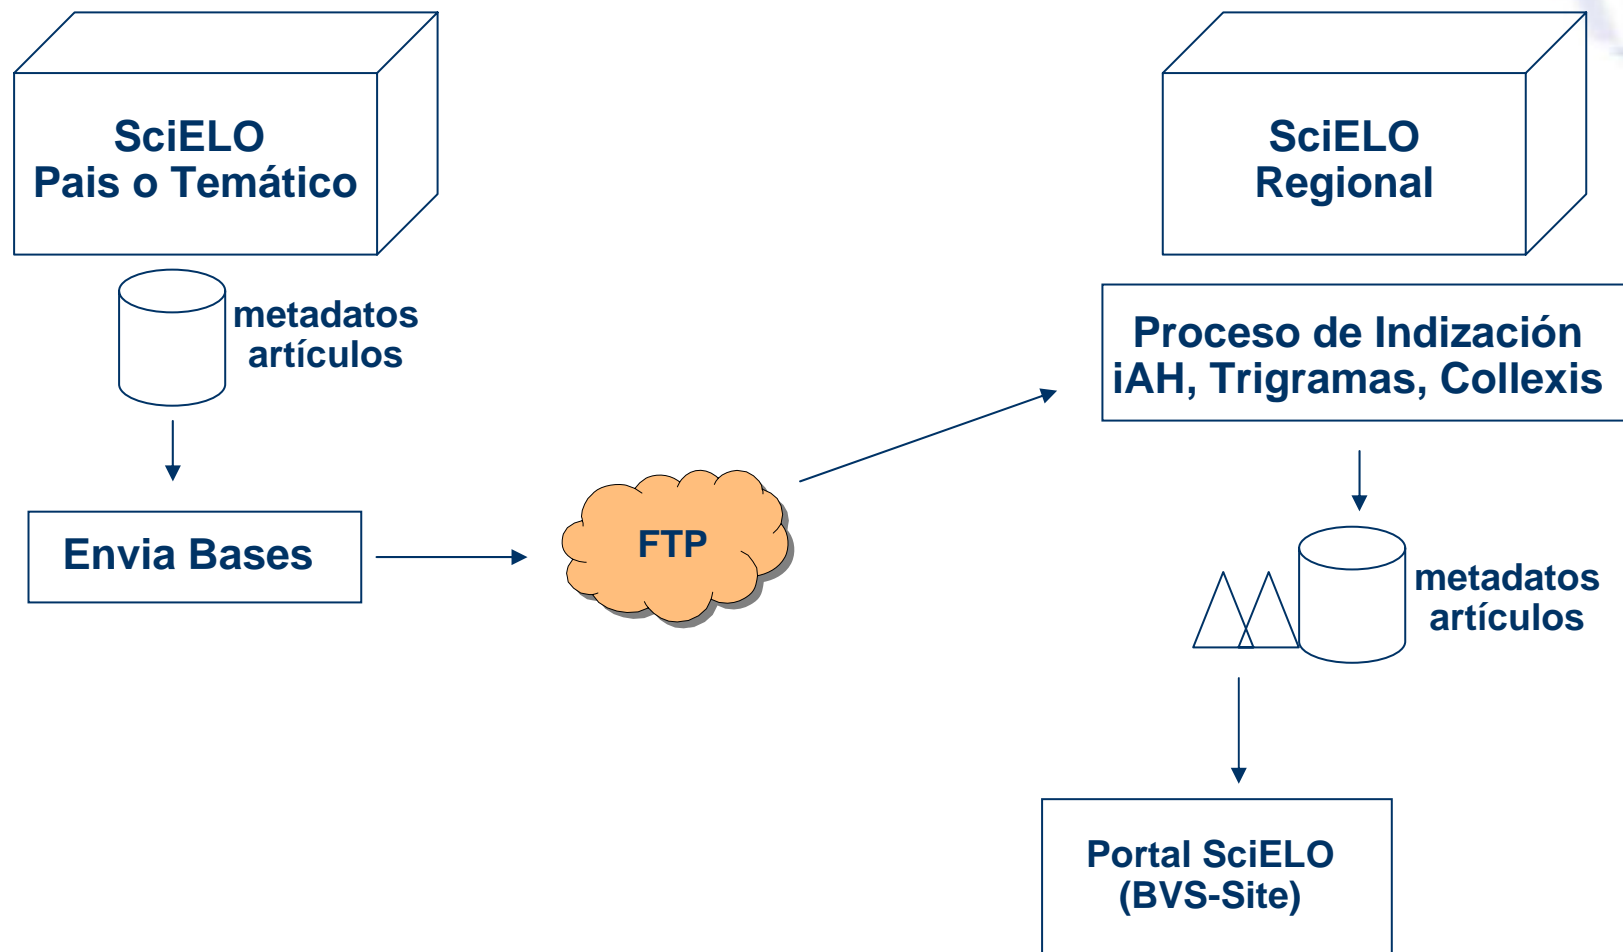 SciELO
Pais o Temático
metadatos
artículos
Envia Bases
FTP
SciELO
Regional
Proceso de Indización
iAH, Trigramas, Collexis
metadatos
artículos
Portal SciELO
(BVS-Site)